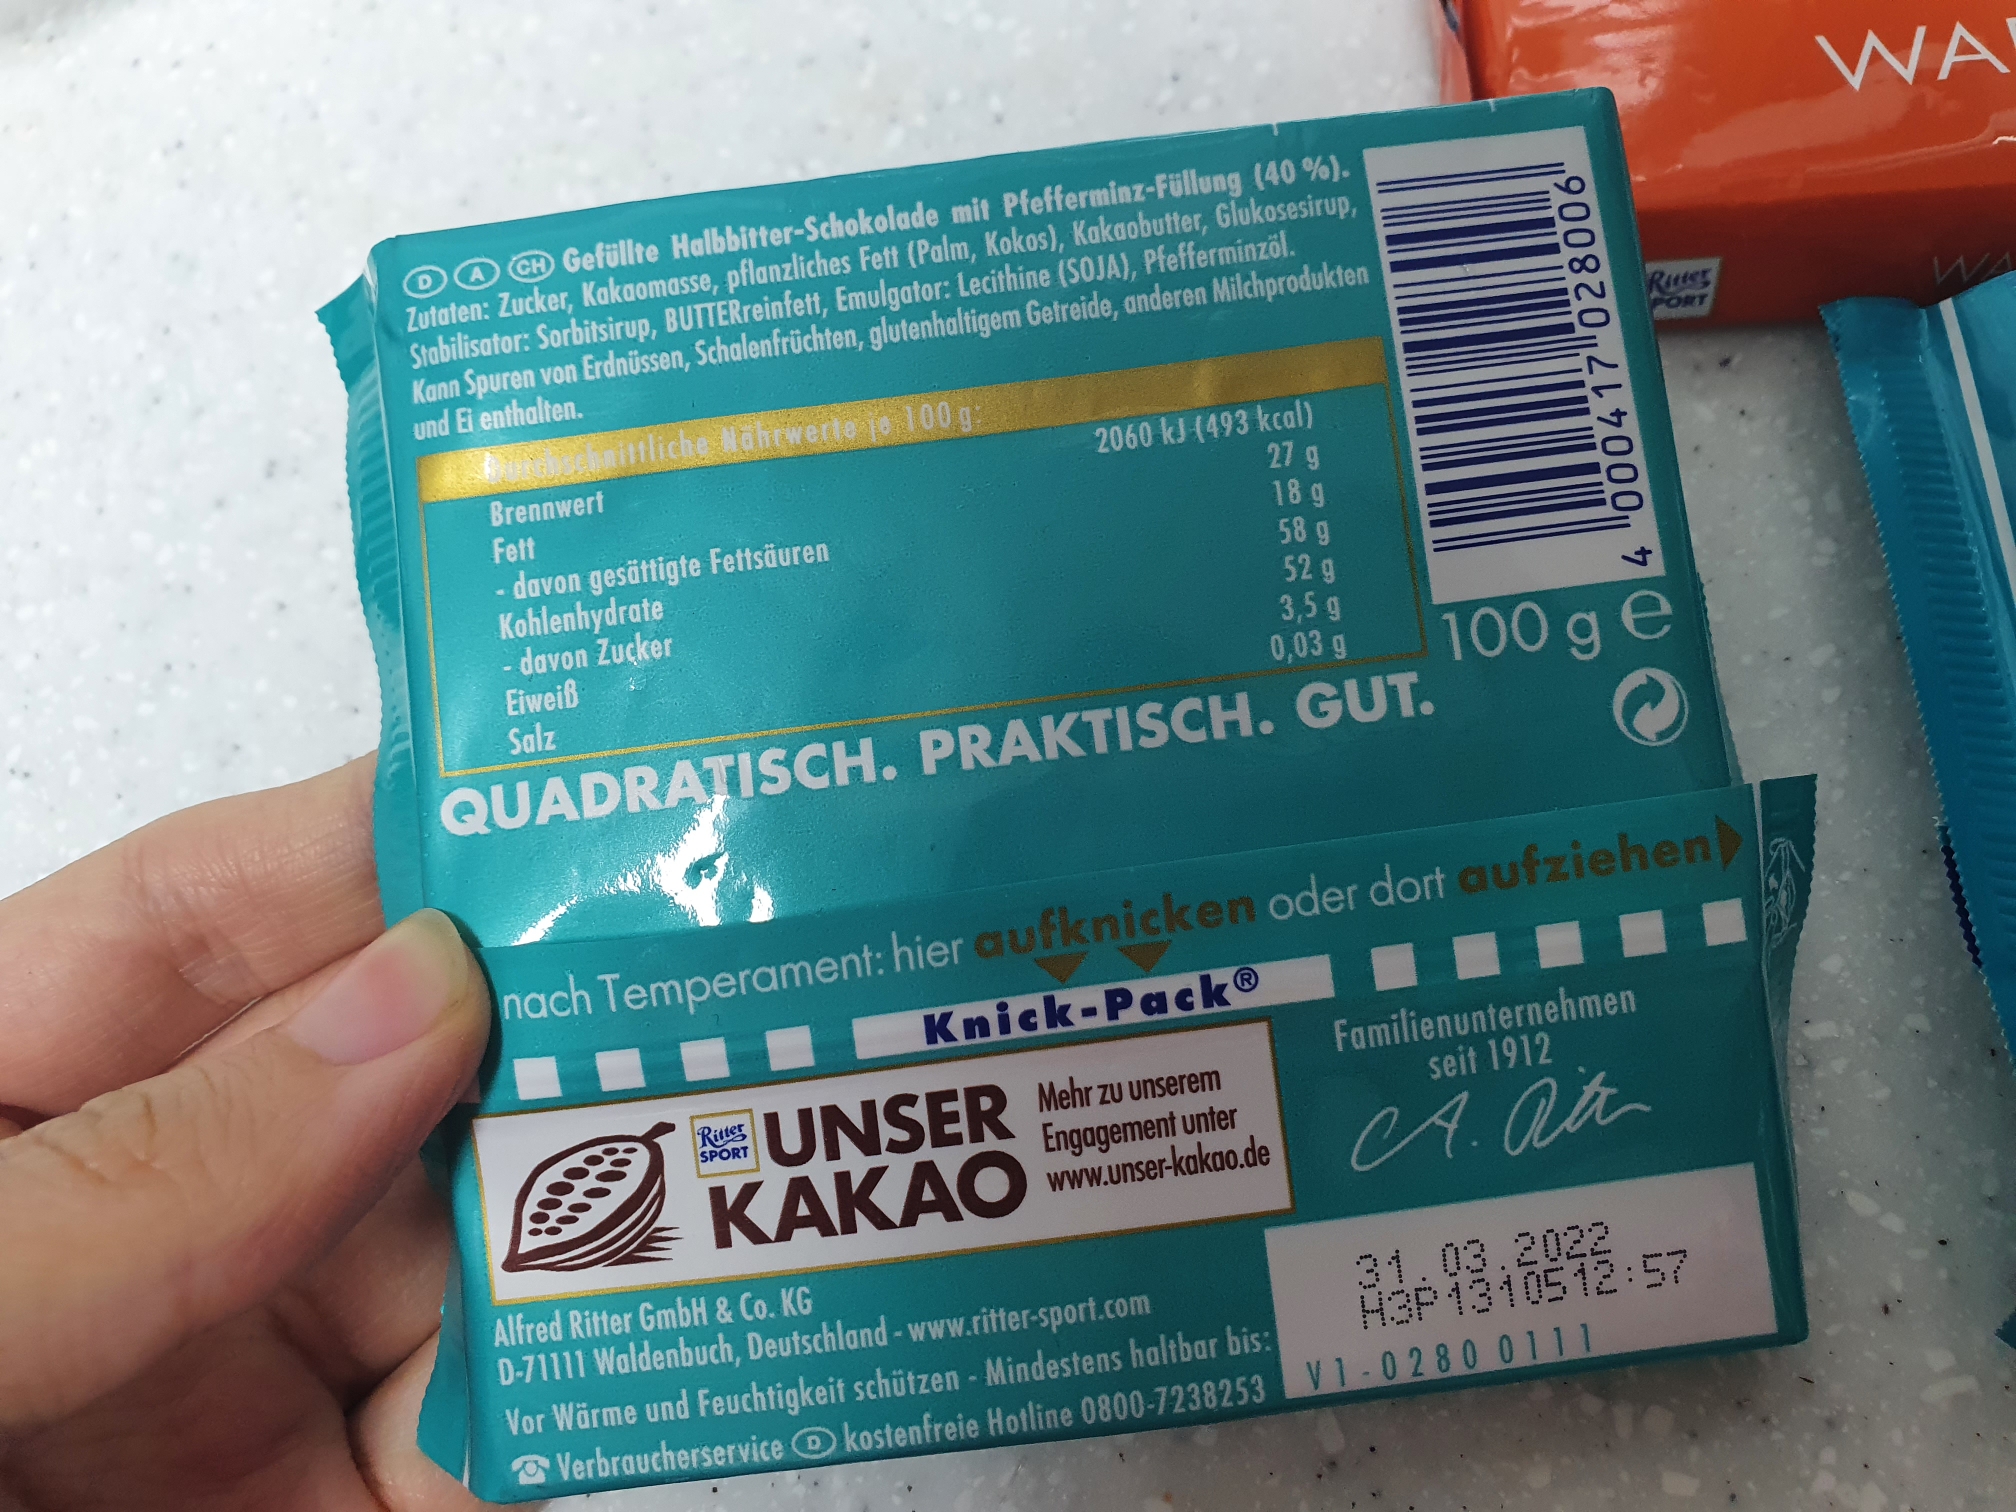 D A CH Gefüllte Halbbitter-Schokolade mit Pfefferminz-Füllung (40 %).
Zutaten: Zucker, Kakaomasse, pflanzliches Fett (Palm, Kokos), Kakaobutter, Glukosesirup,
Stabilisator: Sorbitsirup, BUTTERreinfett, Emulgator: Lecithine (SOJA), Pfefferminzöl.
Kann Spuren von Erdnüssen, Schalenfrüchten, glutenhaltigem Getreide, anderen Milchprodukten
und Ei enthalten.
Durchschnittliche Nährwerte je 100 g:
Brennwert 2060 kJ (493 kcal)
Fett 27 g
- davon gesättigte Fettsäuren 18 g
Kohlenhydrate 58 g
- davon Zucker 52 g
Eiweiß 3,5 g
Salz 0,03 g
4 000417 028006
100 g e
QUADRATISCH. PRAKTISCH. GUT.
nach Temperament: hier aufknicken oder dort aufziehen
Knick-Pack®
Ritter
SPORT
UNSER
KAKAO
Mehr zu unserem
Engagement unter
www.unser-kakao.de
Familienunternehmen
seit 1912
A. Ritter
Alfred Ritter GmbH & Co. KG
D-71111 Waldenbuch, Deutschland - www.ritter-sport.com
Vor Wärme und Feuchtigkeit schützen - Mindestens haltbar bis:
Verbraucherservice D kostenfreie Hotline 0800-7238253
31.03.2022
H3P1310512:57
V1-02800111
Ritter
SPORT